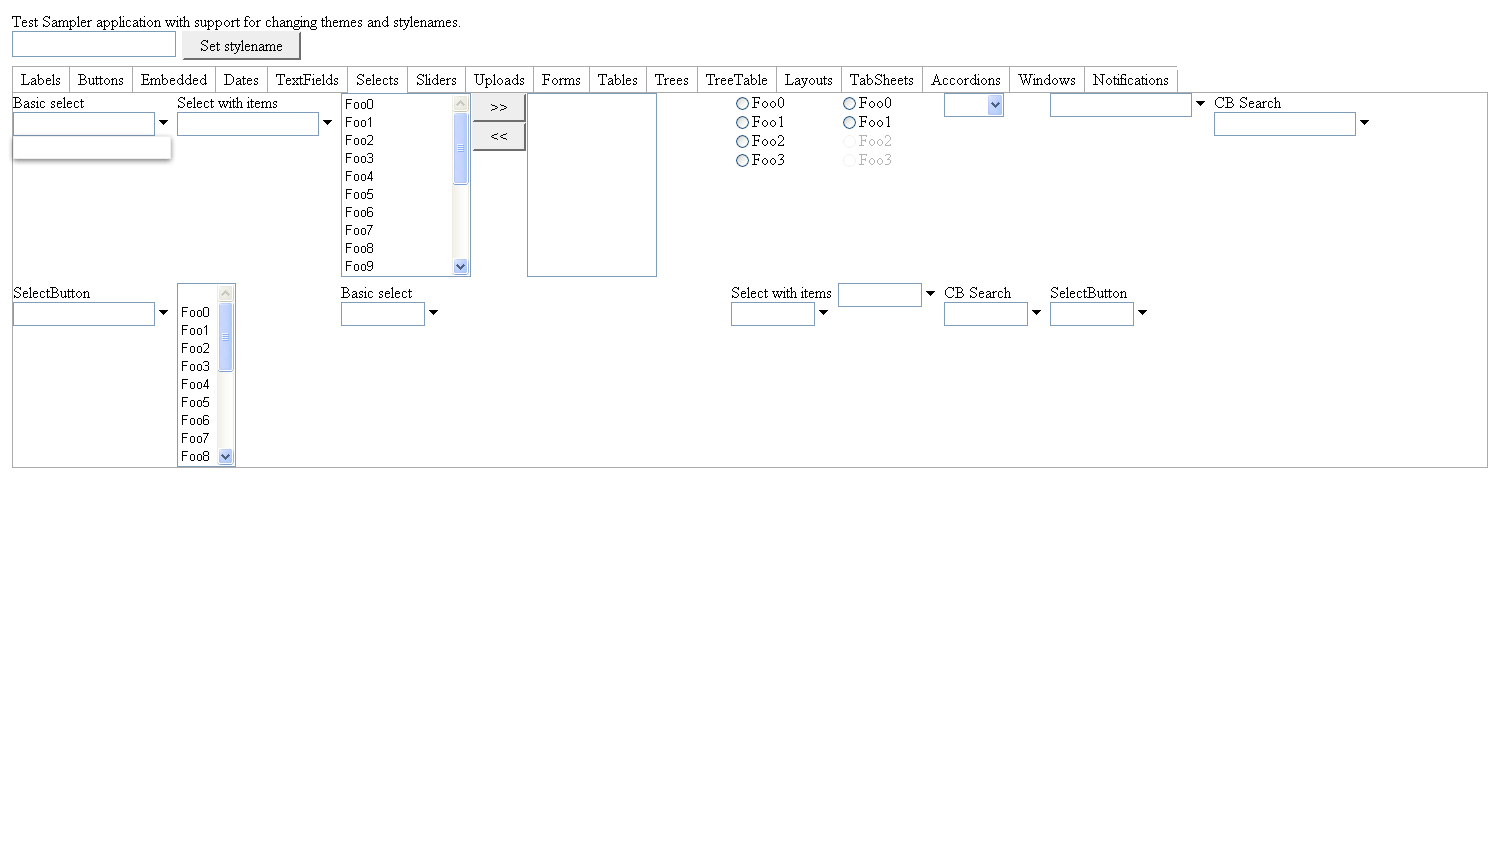 Test Sampler application with support for changing themes and stylenames.
Set stylename
Labels Buttons Embedded Dates TextFields Selects Sliders Uploads Forms Tables Trees TreeTable Layouts TabSheets Accordions Windows Notifications
Basic select
Select with items
Foo0
Foo1
Foo2
Foo3
Foo4
Foo5
Foo6
Foo7
Foo8
Foo9
>>
<<
Foo0
Foo1
Foo2
Foo3
Foo0
Foo1
Foo2
Foo3
CB Search
SelectButton
Foo0
Foo1
Foo2
Foo3
Foo4
Foo5
Foo6
Foo7
Foo8
Basic select
Select with items
CB Search
SelectButton